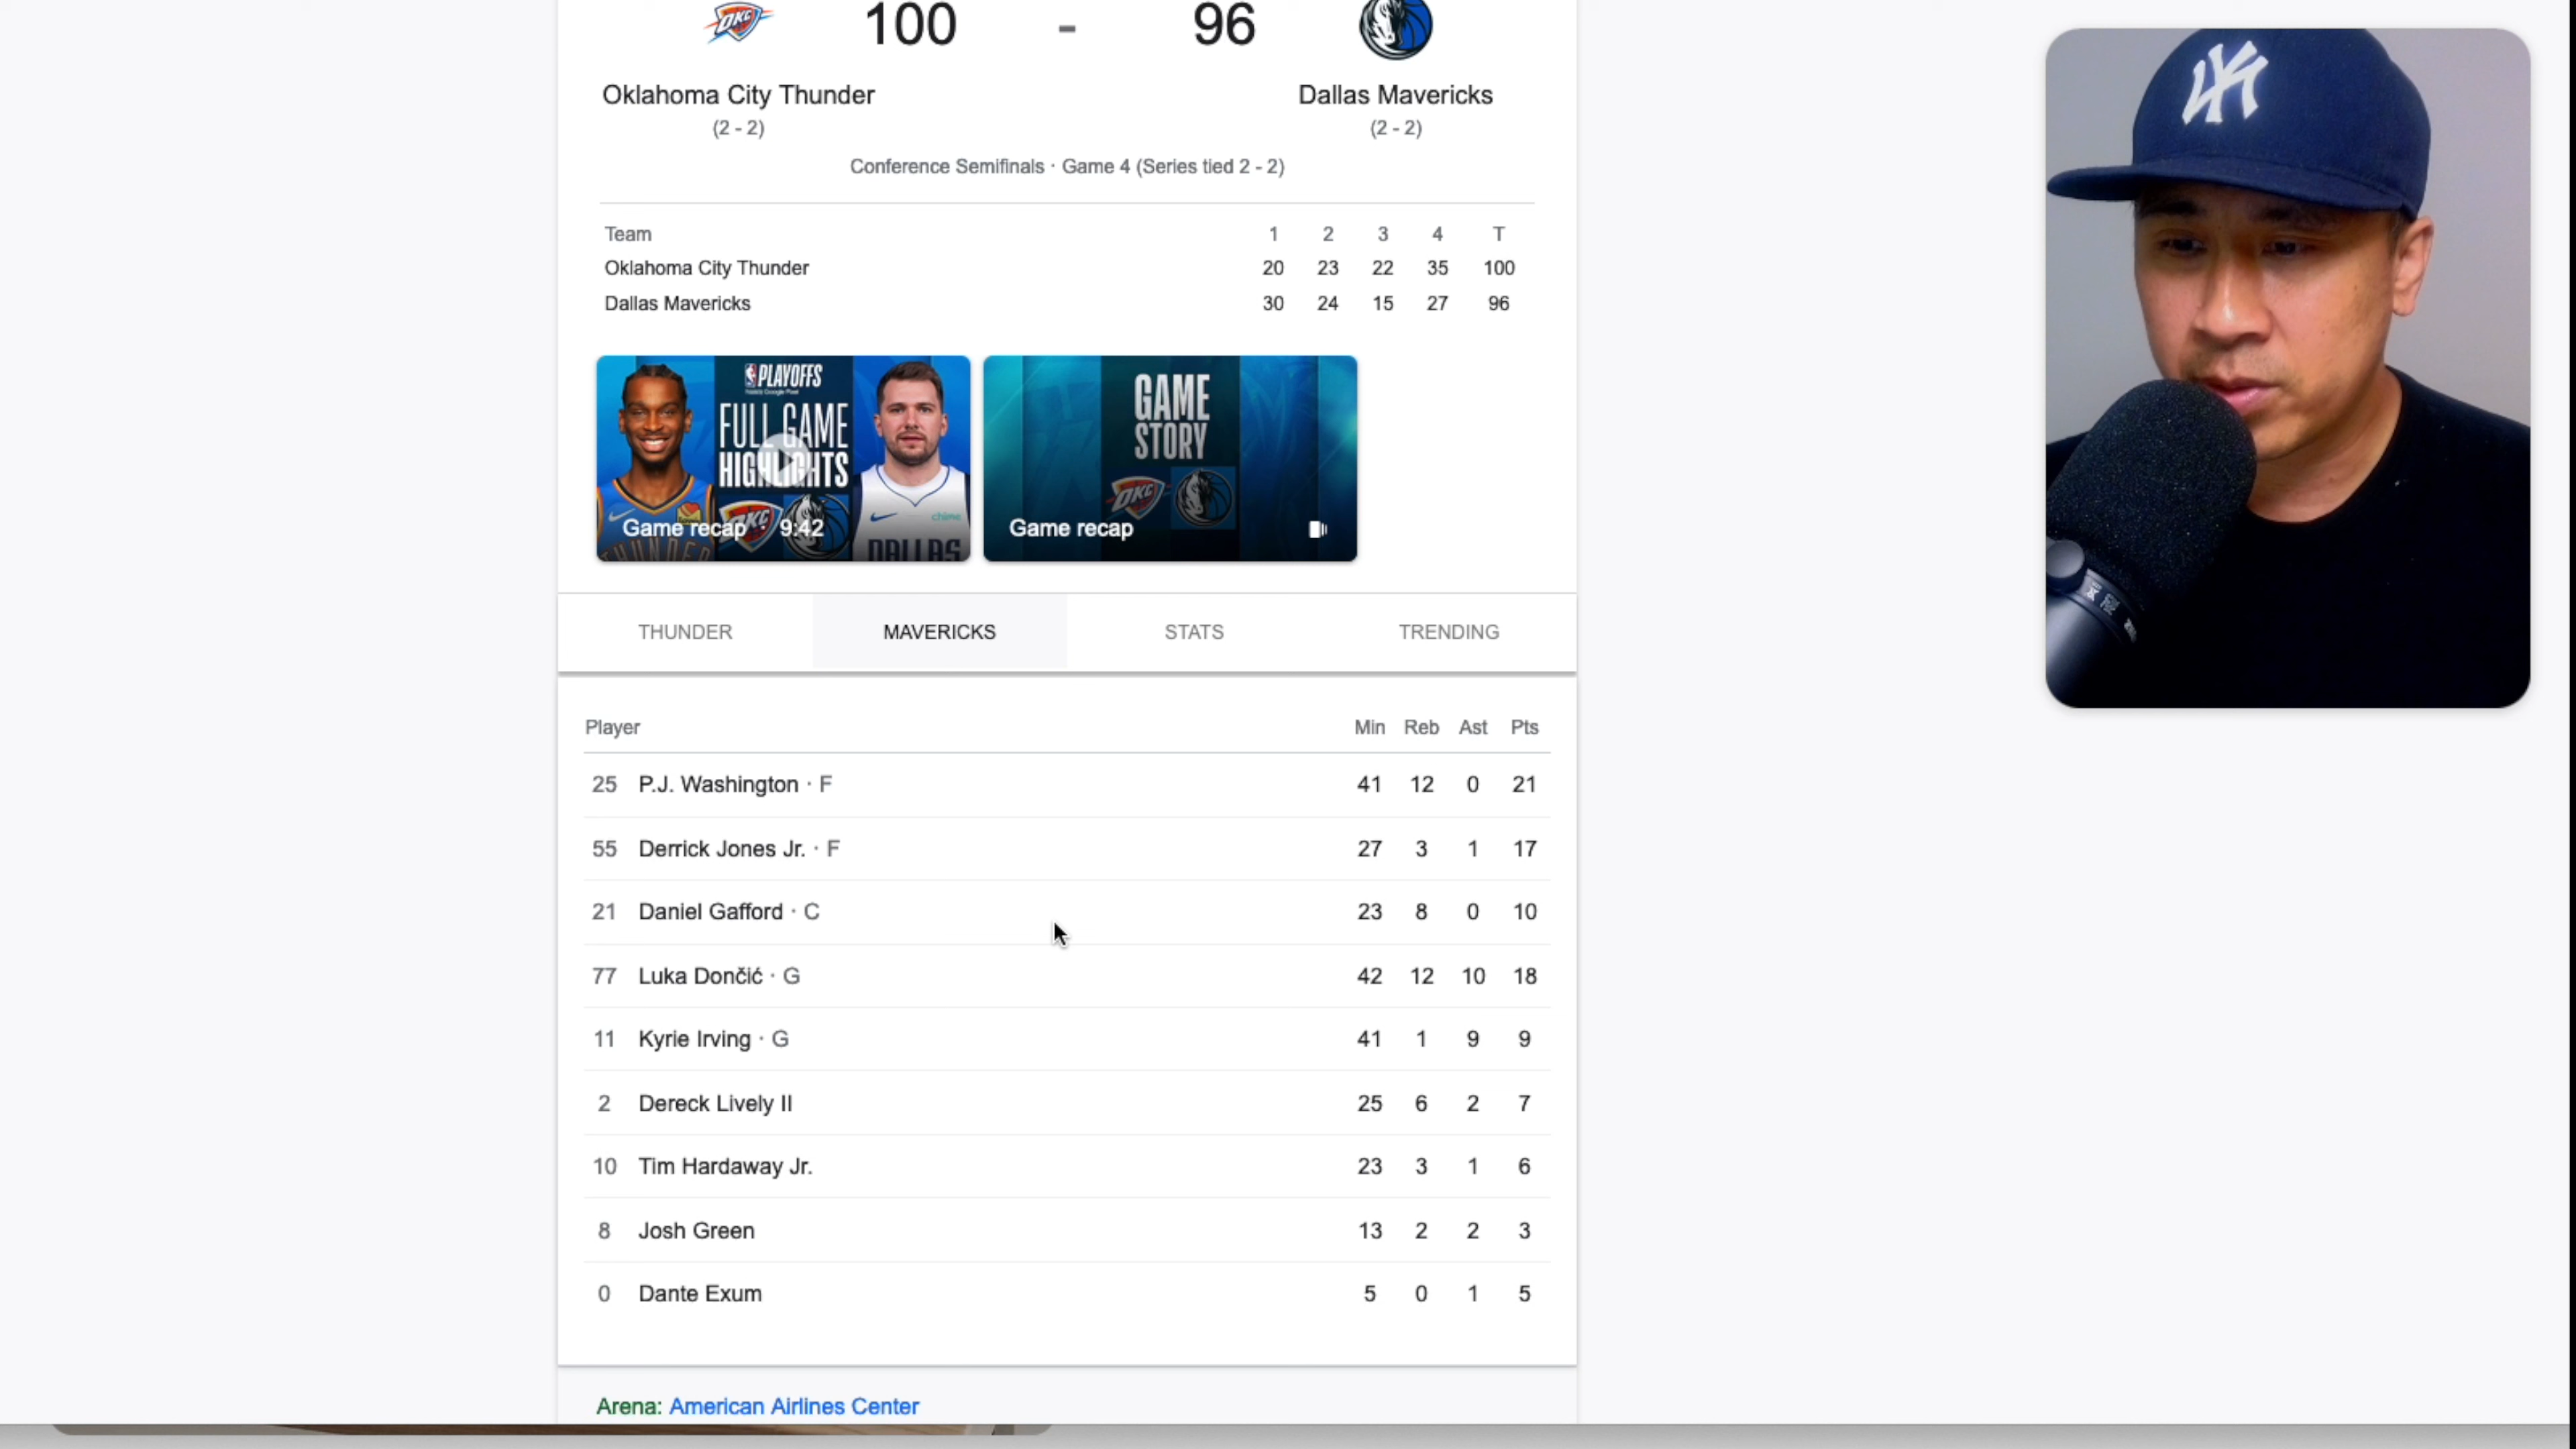 OKC 100 - 96
Oklahoma City Thunder Dallas Mavericks
(2 - 2) (2 - 2)
Conference Semifinals · Game 4 (Series tied 2 - 2)
Team 1 2 3 4 T
Oklahoma City Thunder 20 23 22 35 100
Dallas Mavericks 30 24 15 27 96
PLAYOFFS
FULL GAME
HIGHLIGHTS
OKC
chime
Game recap · 9:42
THUNDER
DALLAS
GAME
STORY
OKC
Game recap
THUNDER MAVERICKS STATS TRENDING
Player Min Reb Ast Pts
25 P.J. Washington · F 41 12 0 21
55 Derrick Jones Jr. · F 27 3 1 17
21 Daniel Gafford · C 23 8 0 10
77 Luka Dončić · G 42 12 10 18
11 Kyrie Irving · G 41 1 9 9
2 Dereck Lively II 25 6 2 7
10 Tim Hardaway Jr. 23 3 1 6
8 Josh Green 13 2 2 3
0 Dante Exum 5 0 1 5
Arena: American Airlines Center